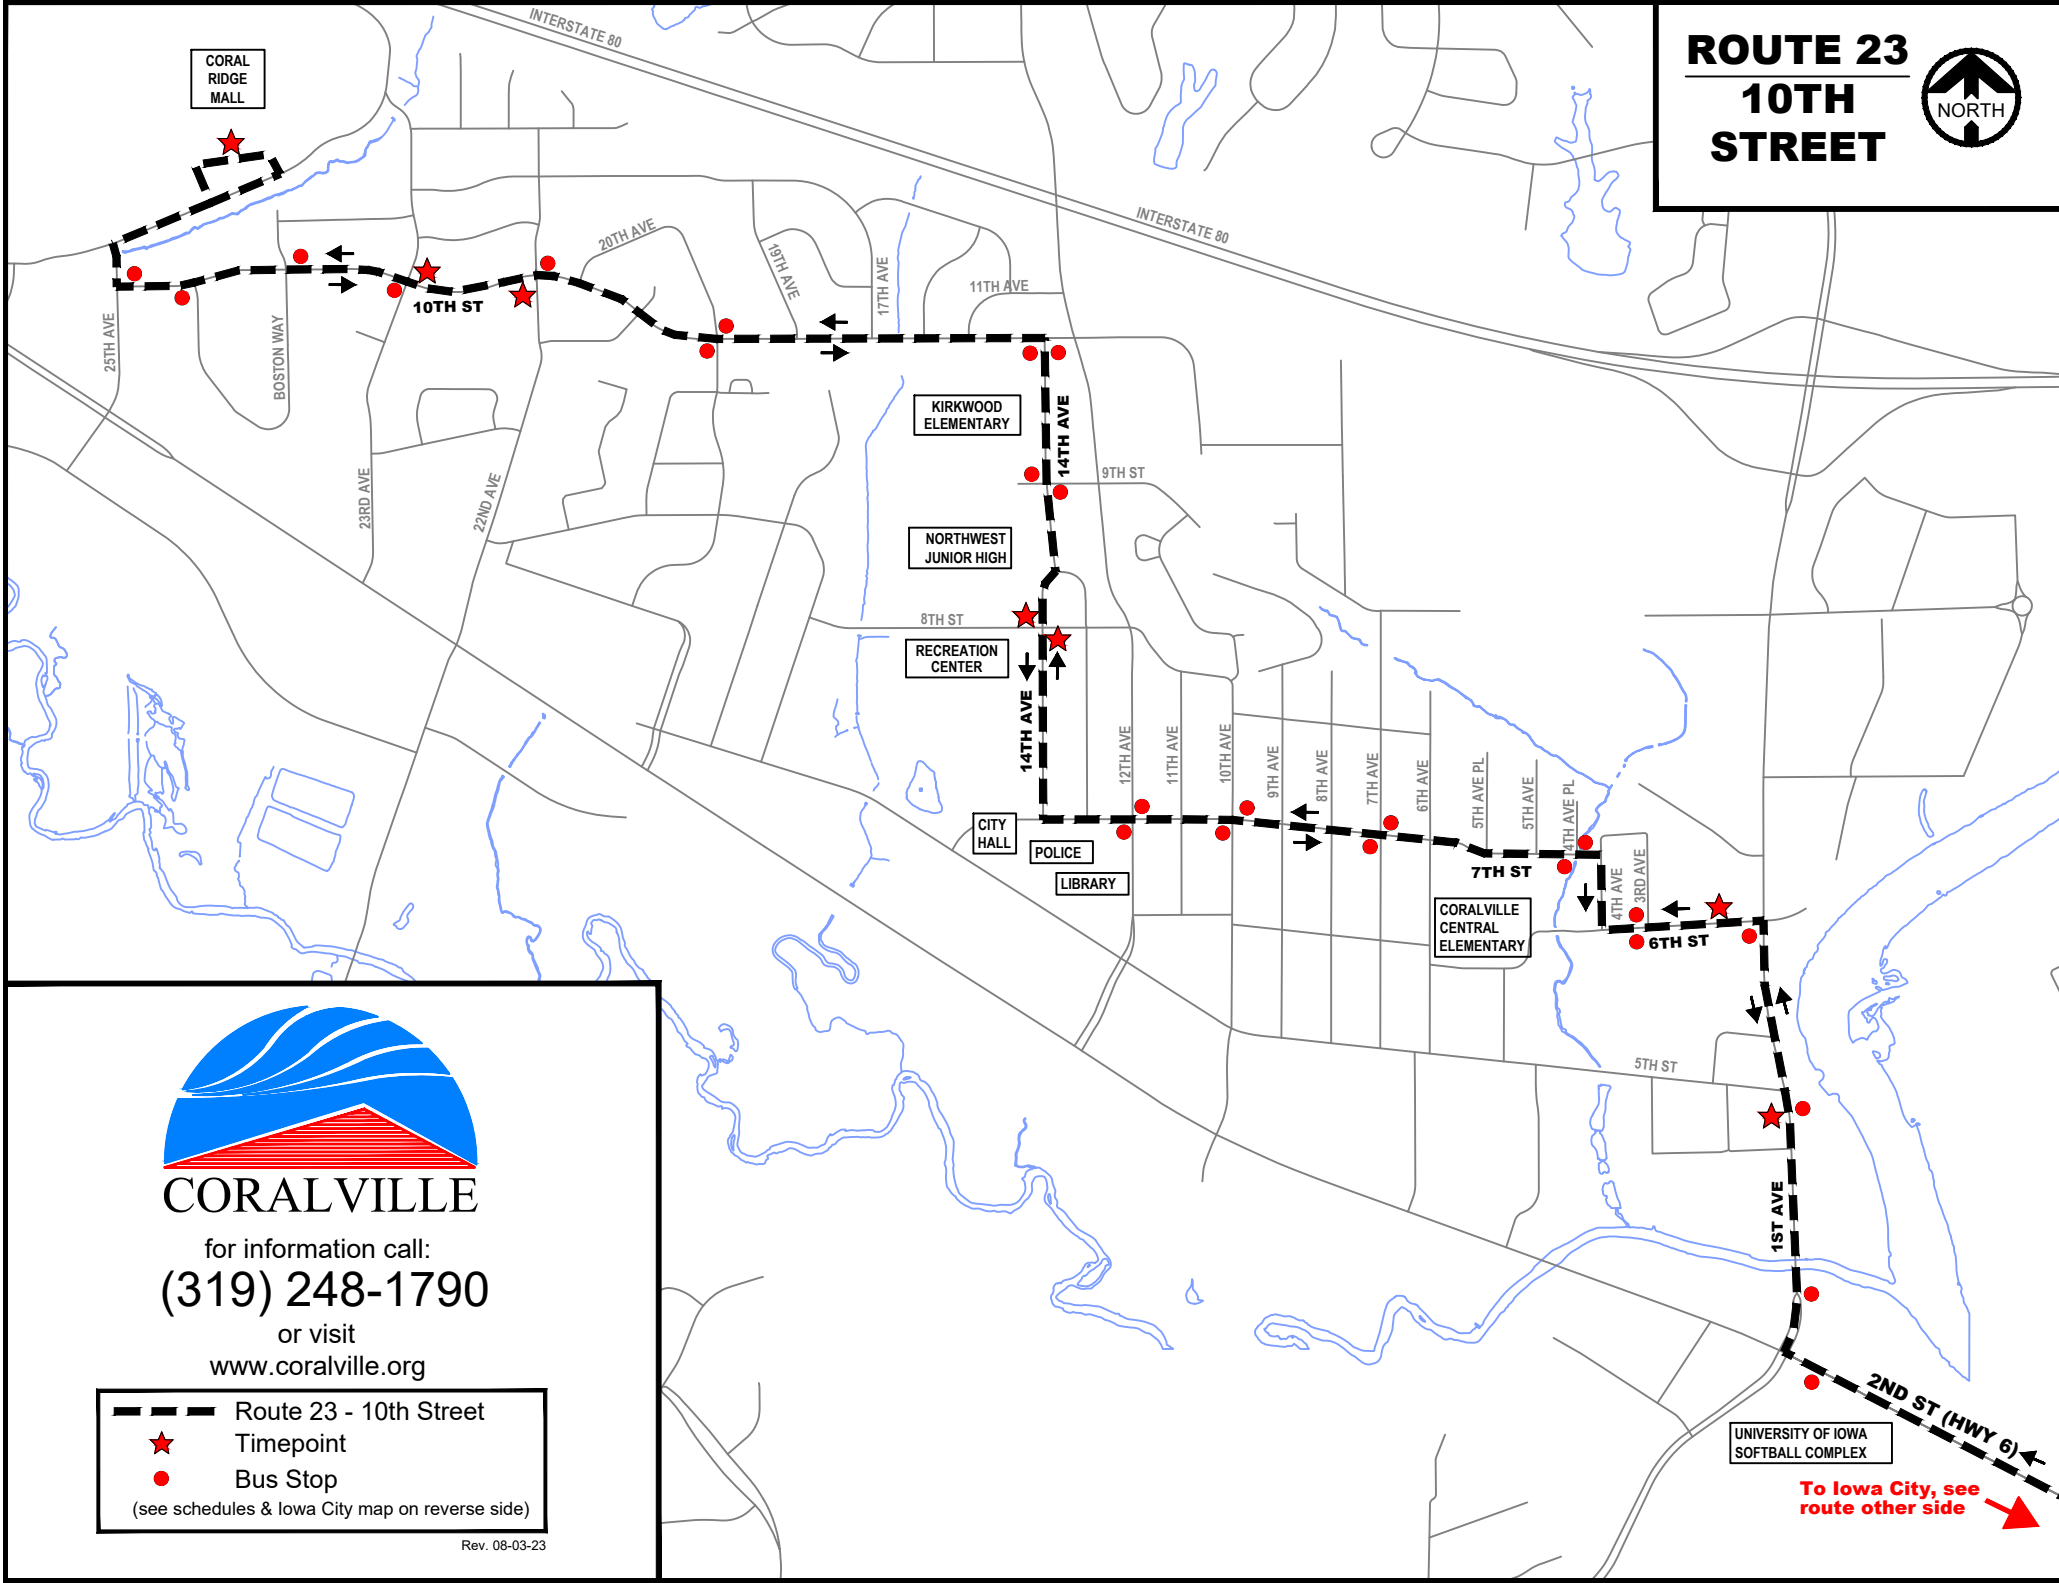 INTERSTATE 80
ROUTE 23
10TH
STREET
NORTH
CORAL
RIDGE
MALL
INTERSTATE 80
20TH AVE
19TH AVE
17TH AVE
11TH AVE
10TH ST
25TH AVE
BOSTON WAY
KIRKWOOD
ELEMENTARY
14TH AVE
9TH ST
23RD AVE
22ND AVE
NORTHWEST
JUNIOR HIGH
8TH ST
RECREATION
CENTER
14TH AVE
12TH AVE
11TH AVE
10TH AVE
9TH AVE
8TH AVE
7TH AVE
6TH AVE
5TH AVE PL
5TH AVE
4TH AVE PL
CITY
HALL
POLICE
LIBRARY
7TH ST
4TH AVE
3RD AVE
CORALVILLE
CENTRAL
ELEMENTARY
6TH ST
5TH ST
1ST AVE
2ND ST (HWY 6)
UNIVERSITY OF IOWA
SOFTBALL COMPLEX
To Iowa City, see
route other side
CORALVILLE
for information call:
(319) 248-1790
or visit
www.coralville.org
Route 23 - 10th Street
Timepoint
Bus Stop
(see schedules & Iowa City map on reverse side)
Rev. 08-03-23